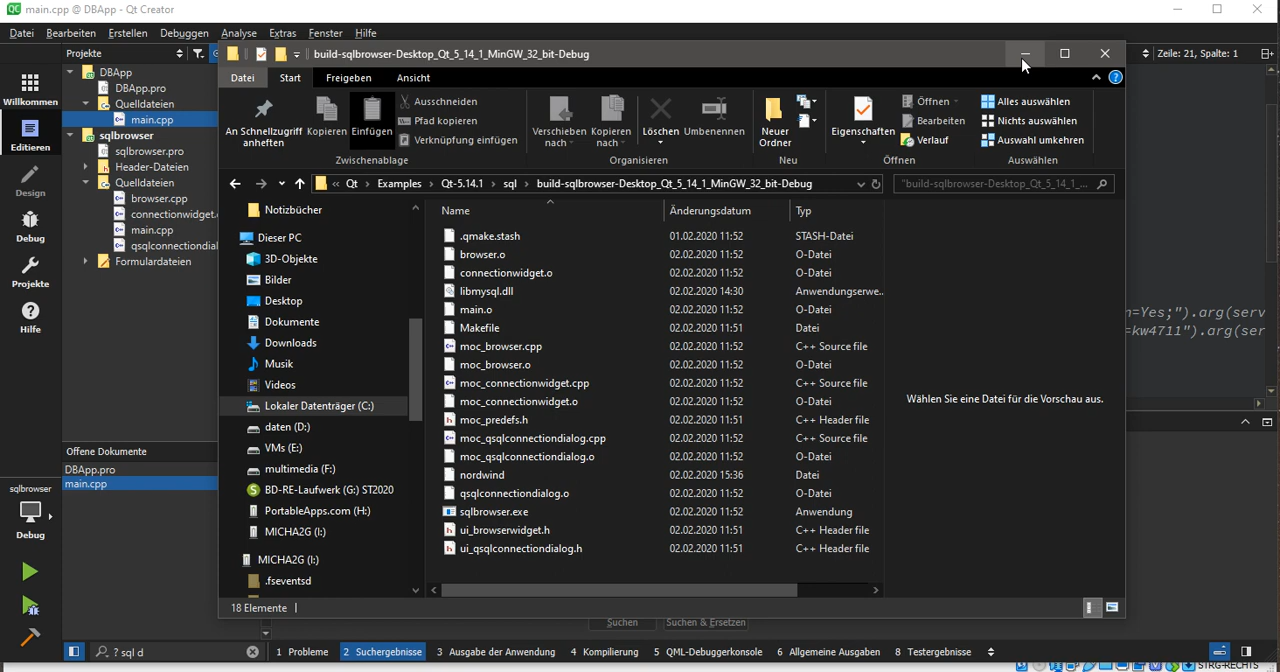 main.cpp @ DBApp - Qt Creator
Datei Bearbeiten Erstellen Debuggen Analyse Extras Fenster Hilfe
Projekte
Zeile: 21, Spalte: 1
Willkommen
Editieren
Design
Debug
Projekte
Hilfe
DBApp
DBApp.pro
Quelldateien
main.cpp
sqlbrowser
sqlbrowser.pro
Header-Dateien
Quelldateien
browser.cpp
connectionwidget.
main.cpp
qsqlconnectiondial
Formulardateien
build-sqlbrowser-Desktop_Qt_5_14_1_MinGW_32_bit-Debug
Datei Start Freigeben Ansicht
An Schnellzugriff anheften
Kopieren
Einfügen
Ausschneiden
Pfad kopieren
Verknüpfung einfügen
Zwischenablage
Verschieben nach
Kopieren nach
Löschen
Umbenennen
Organisieren
Neuer Ordner
Neu
Eigenschaften
Öffnen
Bearbeiten
Verlauf
Öffnen
Alles auswählen
Nichts auswählen
Auswahl umkehren
Auswählen
« Qt › Examples › Qt-5.14.1 › sql › build-sqlbrowser-Desktop_Qt_5_14_1_MinGW_32_bit-Debug
"build-sqlbrowser-Desktop_Qt_5_14_1_...
Notizbücher
Dieser PC
3D-Objekte
Bilder
Desktop
Dokumente
Downloads
Musik
Videos
Lokaler Datenträger (C:)
daten (D:)
VMs (E:)
multimedia (F:)
BD-RE-Laufwerk (G:) ST2020
PortableApps.com (H:)
MICHA2G (I:)
MICHA2G (I:)
.fseventsd
Name Änderungsdatum Typ
.qmake.stash 01.02.2020 11:52 STASH-Datei
browser.o 02.02.2020 11:52 O-Datei
connectionwidget.o 02.02.2020 11:52 O-Datei
libmysql.dll 02.02.2020 14:30 Anwendungserwe...
main.o 02.02.2020 11:52 O-Datei
Makefile 02.02.2020 11:51 Datei
moc_browser.cpp 02.02.2020 11:52 C++ Source file
moc_browser.o 02.02.2020 11:52 O-Datei
moc_connectionwidget.cpp 02.02.2020 11:52 C++ Source file
moc_connectionwidget.o 02.02.2020 11:52 O-Datei
moc_predefs.h 02.02.2020 11:51 C++ Header file
moc_qsqlconnectiondialog.cpp 02.02.2020 11:52 C++ Source file
moc_qsqlconnectiondialog.o 02.02.2020 11:52 O-Datei
nordwind 02.02.2020 15:36 Datei
qsqlconnectiondialog.o 02.02.2020 11:52 O-Datei
sqlbrowser.exe 02.02.2020 11:52 Anwendung
ui_browserwidget.h 02.02.2020 11:51 C++ Header file
ui_qsqlconnectiondialog.h 02.02.2020 11:51 C++ Header file
Wählen Sie eine Datei für die Vorschau aus.
18 Elemente
n=Yes;").arg(serv
=kw4711").arg(ser
Offene Dokumente
DBApp.pro
main.cpp
sqlbrowser
Debug
Suchen Suchen & Ersetzen
? sql d
1 Probleme 2 Suchergebnisse 3 Ausgabe der Anwendung 4 Kompilierung 5 QML-Debuggerkonsole 6 Allgemeine Ausgaben 8 Testergebnisse
STRG-RECHTS